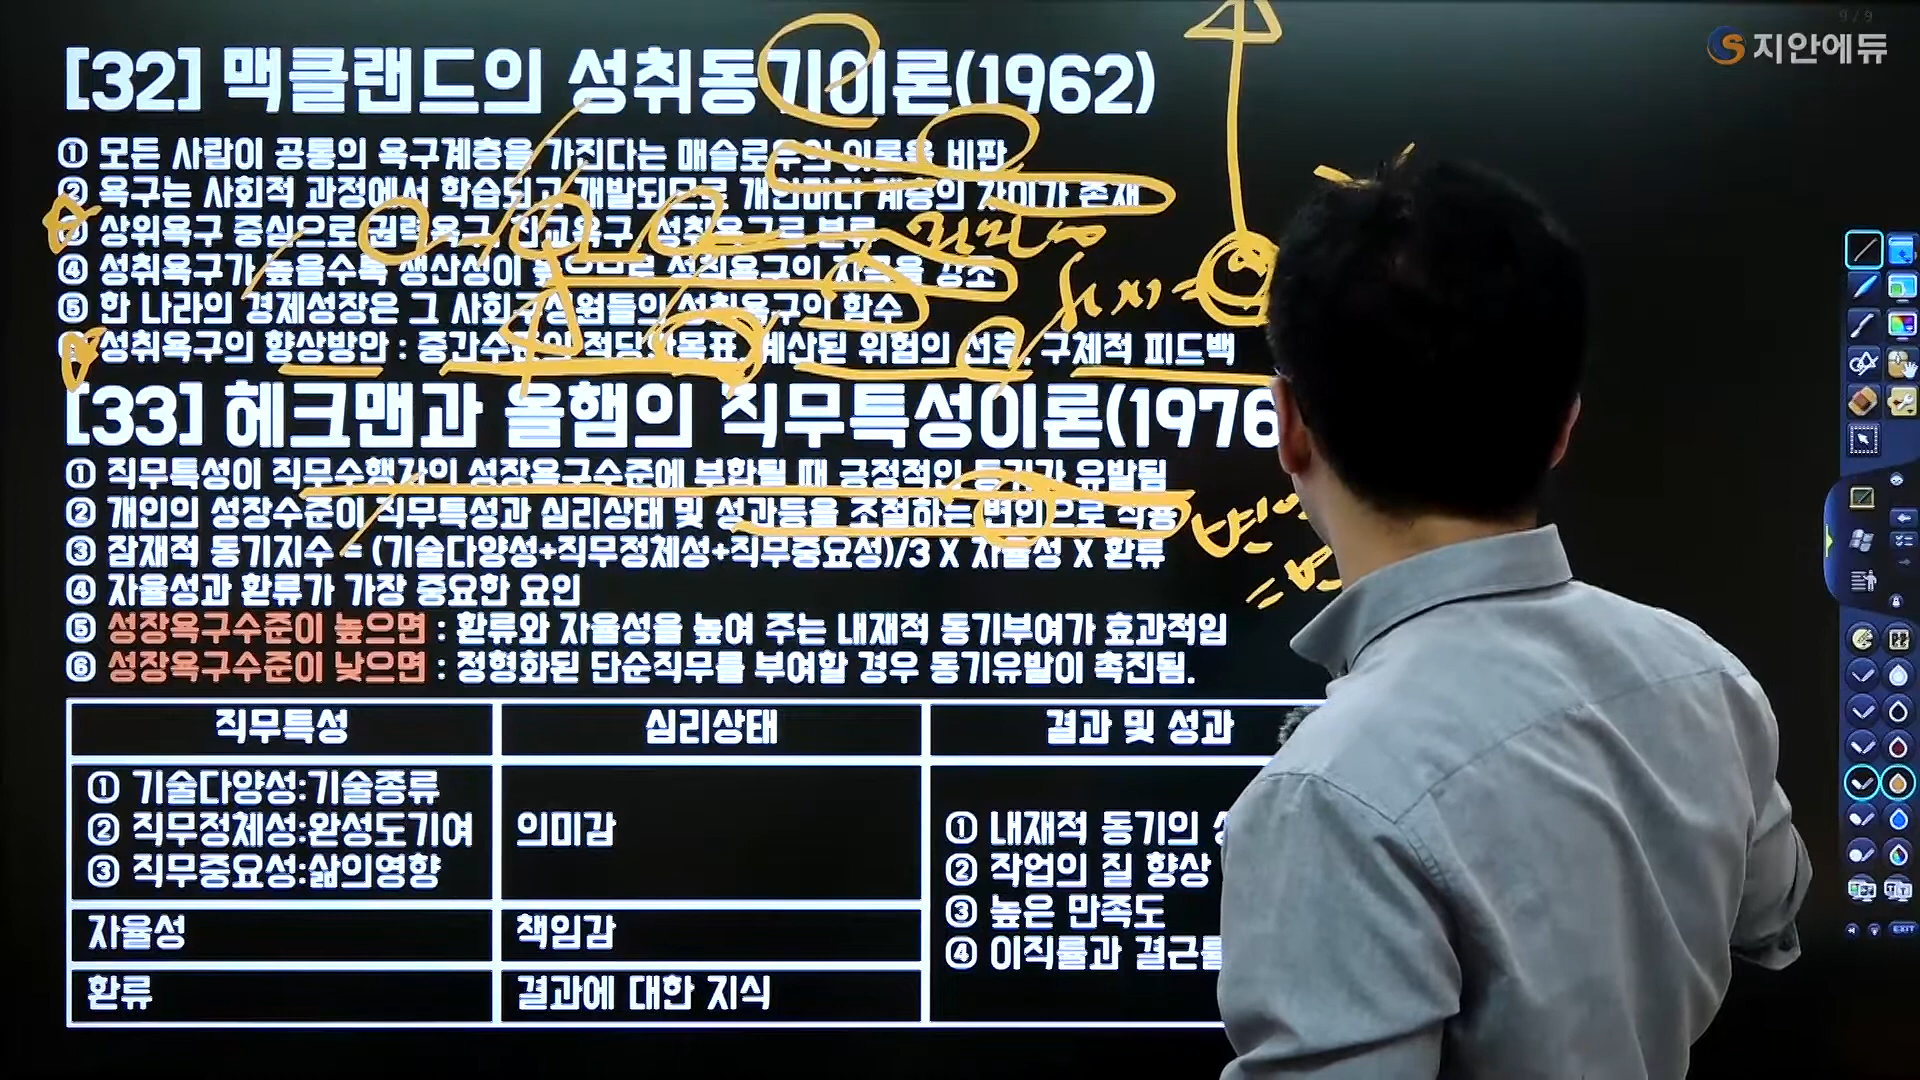 9 / 9
지안에듀
[32] 맥클랜드의 성취동기이론(1962)
① 모든 사람이 공통의 욕구계층을 가진다는 매슬로우의 이론을 비판
② 욕구는 사회적 과정에서 학습되고 개발되므로 개인마다 계층의 차이가 존재
③ 상위욕구 중심으로 권력욕구, 친교욕구, 성취욕구로 분류
④ 성취욕구가 높을수록 생산성이 높으므로 성취욕구의 자극을 강조
⑤ 한 나라의 경제성장은 그 사회구성원들의 성취욕구의 함수
성취욕구의 향상방안 : 중간수준의 적당한 목표, 계산된 위험의 선호, 구체적 피드백
f(x) =
[33] 헤크맨과 올햄의 직무특성이론(1976
① 직무특성이 직무수행자의 성장욕구수준에 부합될 때 긍정적인 동기가 유발됨
② 개인의 성장수준이 직무특성과 심리상태 및 성과등을 조절하는 변인으로 작용
③ 잠재적 동기지수 = (기술다양성+직무정체성+직무중요성)/3 X 자율성 X 환류
④ 자율성과 환류가 가장 중요한 요인
⑤ 성장욕구수준이 높으면 : 환류와 자율성을 높여 주는 내재적 동기부여가 효과적임
⑥ 성장욕구수준이 낮으면 : 정형화된 단순직무를 부여할 경우 동기유발이 촉진됨.
직무특성 심리상태 결과 및 성과
① 기술다양성:기술종류
② 직무정체성:완성도기여
③ 직무중요성:삶의영향
의미감
① 내재적 동기의
② 작업의 질 향상
③ 높은 만족도
④ 이직률과 결근률
자율성 책임감
환류 결과에 대한 지식
EXIT